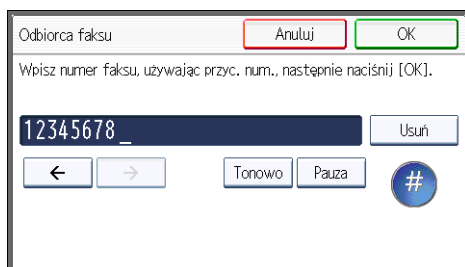 Odbiorca faksu Anuluj OK
Wpisz numer faksu, używając przyc. num., następnie naciśnij [OK].
12345678_ Usuń
← → Tonowo Pauza #